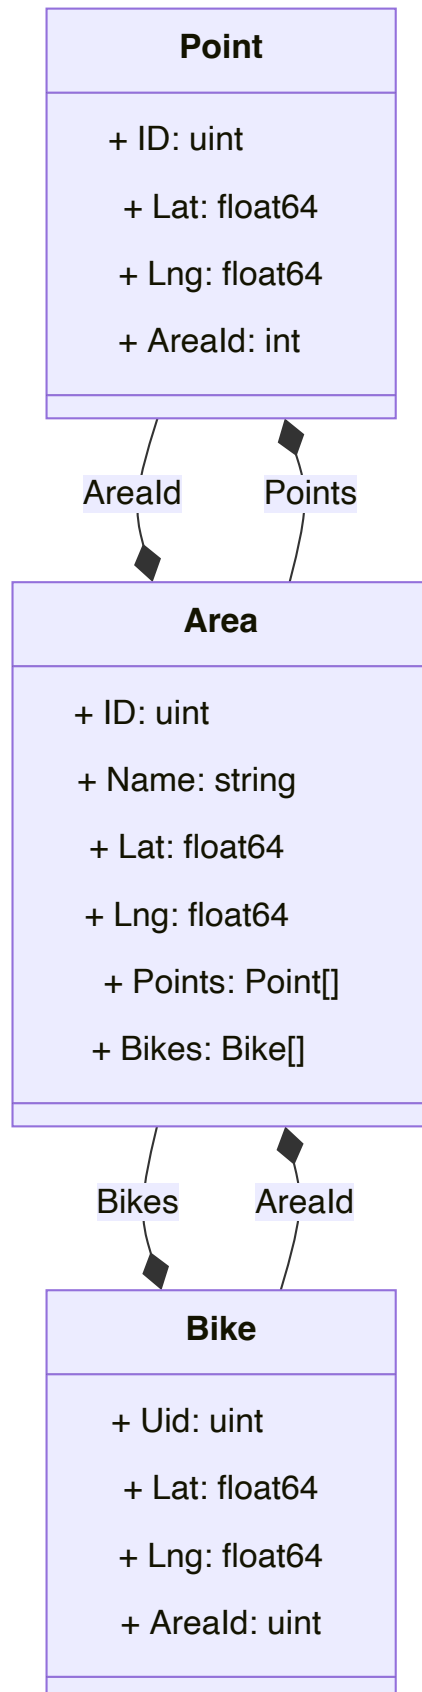 Point
+ ID: uint
+ Lat: float64
+ Lng: float64
+ AreaId: int
AreaId
Points
Area
+ ID: uint
+ Name: string
+ Lat: float64
+ Lng: float64
+ Points: Point[]
+ Bikes: Bike[]
Bikes
AreaId
Bike
+ Uid: uint
+ Lat: float64
+ Lng: float64
+ AreaId: uint